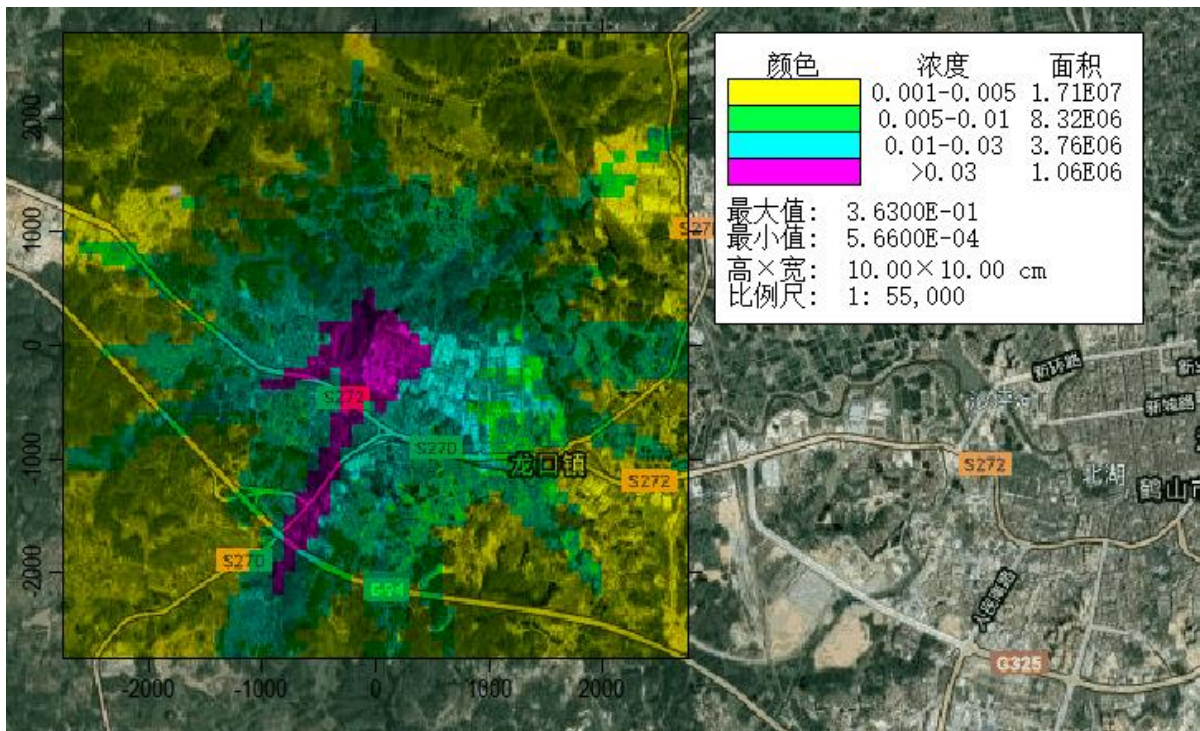 颜色 浓度 面积
0.001-0.005 1.71E07
0.005-0.01 8.32E06
0.01-0.03 3.76E06
>0.03 1.06E06
最大值: 3.6300E-01
最小值: 5.6600E-04
高×宽: 10.00×10.00 cm
比例尺: 1: 55,000
2000
1000
0
-1000
-2000
-2000 -1000 0 1000 2000
S27
S272
S270
龙口镇
S272
S270
G94
新环路
新城路
S272
北湖
鹤山市
G325